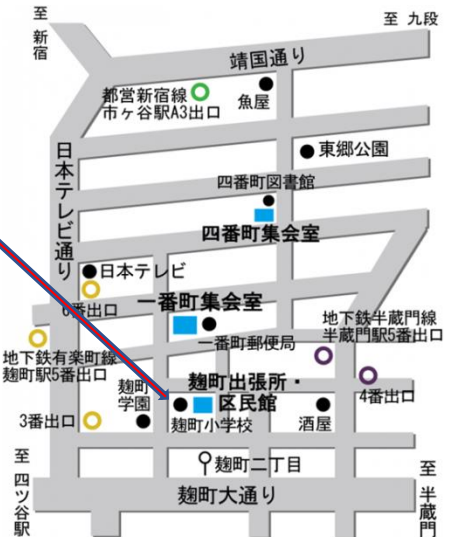 至 新宿
至 九段
靖国通り
都営新宿線
市ヶ谷駅A3出口
魚屋
日本テレビ通り
東郷公園
四番町図書館
四番町集会室
日本テレビ
6番出口
一番町集会室
一番町郵便局
地下鉄半蔵門線
半蔵門駅5番出口
地下鉄有楽町線
麹町駅5番出口
麹町出張所・
区民館
麹町
学園
4番出口
3番出口
麹町小学校
酒屋
麹町二丁目
至 四ツ谷駅
麹町大通り
至 半蔵門